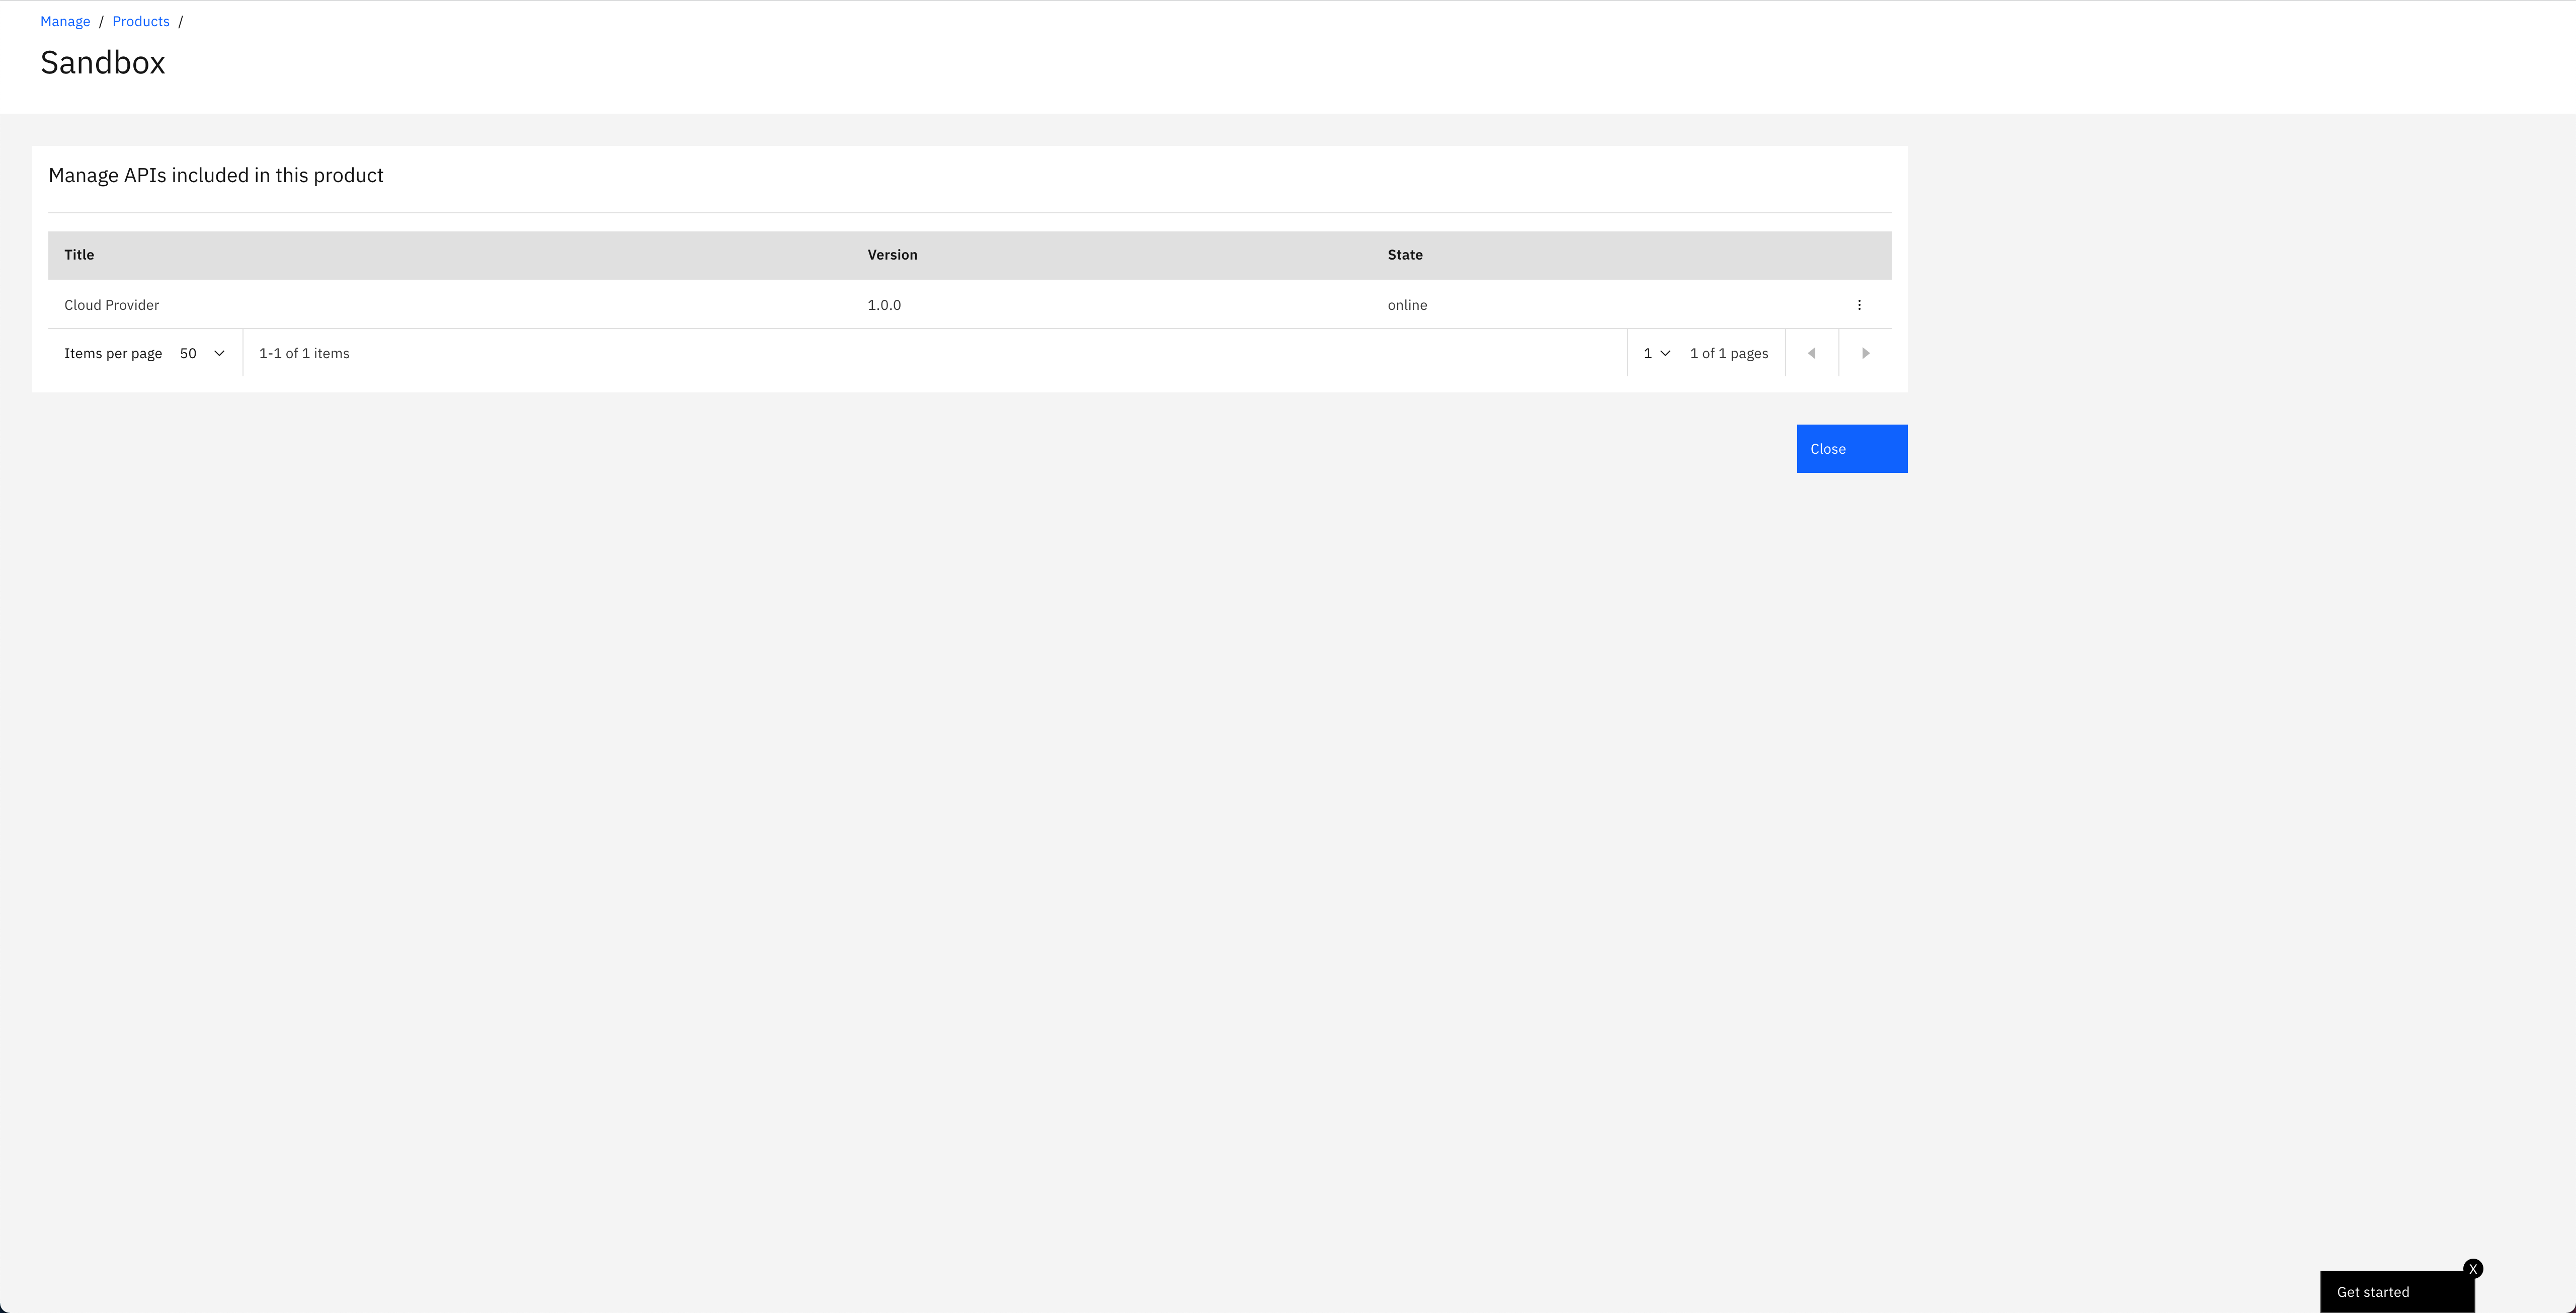 Manage / Products /
Sandbox
Manage APIs included in this product
Title Version State
Cloud Provider 1.0.0 online
Items per page 50 1-1 of 1 items 1 1 of 1 pages
Close
X
Get started